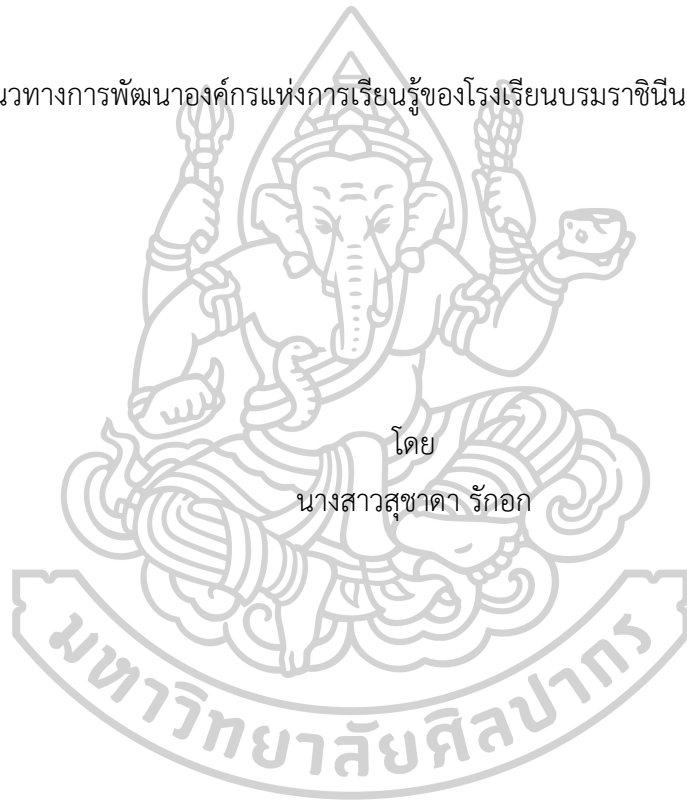 นวทางการพัฒนาองค์กรแห่งการเรียนรู้ของโรงเรียนบรมราชินีน
โดย
นางสาวสุชาดา รักอก
มหาวิทยาลัยศิลปากร